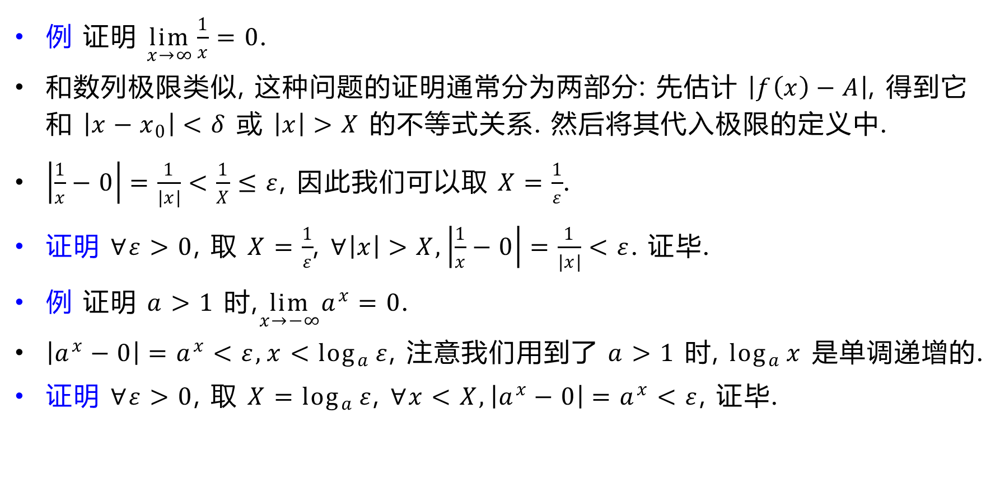 • 例 证明 $\lim\limits_{x\to\infty}\frac{1}{x}=0$.
• 和数列极限类似, 这种问题的证明通常分为两部分: 先估计 $|f(x)-A|$, 得到它
和 $|x-x_0|<\delta$ 或 $|x|>X$ 的不等式关系. 然后将其代入极限的定义中.
• $\left|\frac{1}{x}-0\right|=\frac{1}{|x|}<\frac{1}{X}\leq\varepsilon$, 因此我们可以取 $X=\frac{1}{\varepsilon}$.
• 证明 $\forall\varepsilon>0$, 取 $X=\frac{1}{\varepsilon}$, $\forall|x|>X,\left|\frac{1}{x}-0\right|=\frac{1}{|x|}<\varepsilon$. 证毕.
• 例 证明 $a>1$ 时, $\lim\limits_{x\to-\infty}a^x=0$.
• $|a^x-0|=a^x<\varepsilon,x<\log_a\varepsilon$, 注意我们用到了 $a>1$ 时, $\log_a x$ 是单调递增的.
• 证明 $\forall\varepsilon>0$, 取 $X=\log_a\varepsilon$, $\forall x<X,|a^x-0|=a^x<\varepsilon$, 证毕.